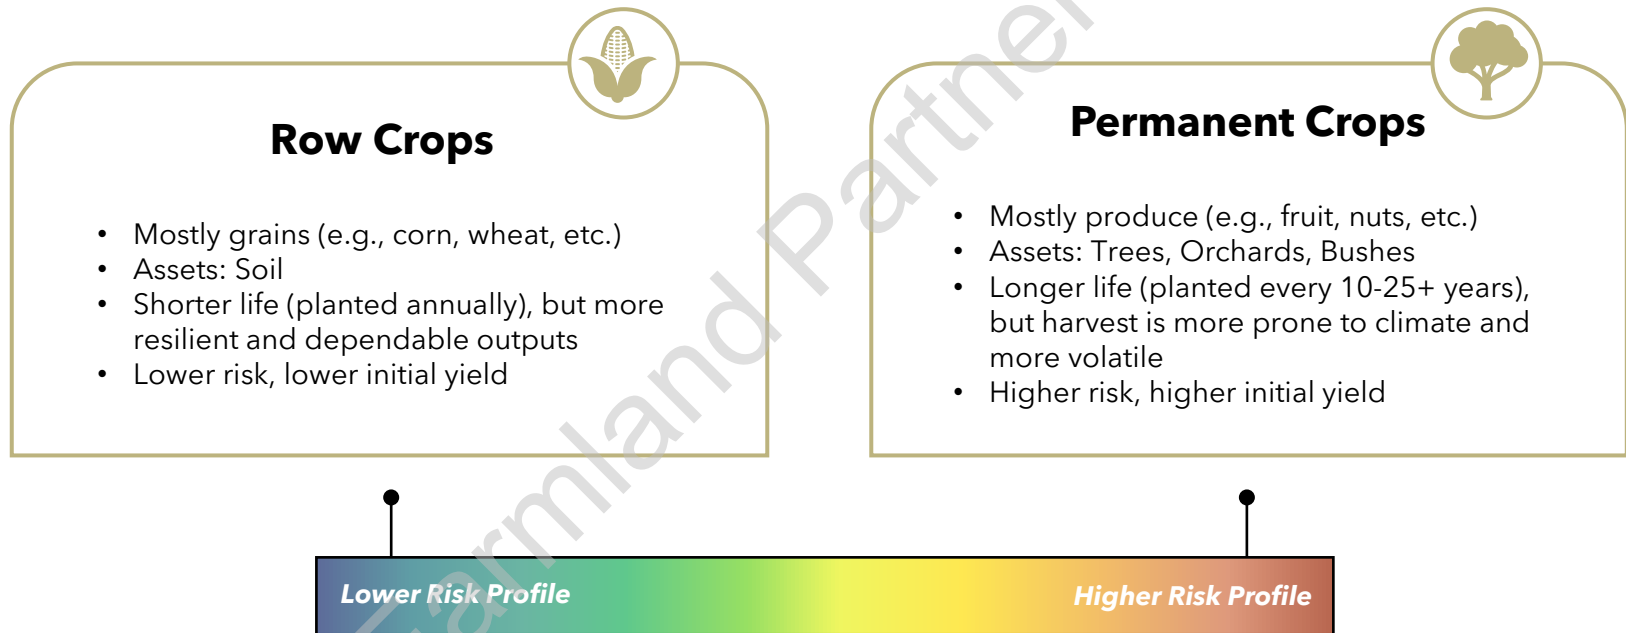 Row Crops
• Mostly grains (e.g., corn, wheat, etc.)
• Assets: Soil
• Shorter life (planted annually), but more
resilient and dependable outputs
• Lower risk, lower initial yield
Permanent Crops
• Mostly produce (e.g., fruit, nuts, etc.)
• Assets: Trees, Orchards, Bushes
• Longer life (planted every 10-25+ years),
but harvest is more prone to climate and
more volatile
• Higher risk, higher initial yield
Lower Risk Profile
Higher Risk Profile
Farmland Partner